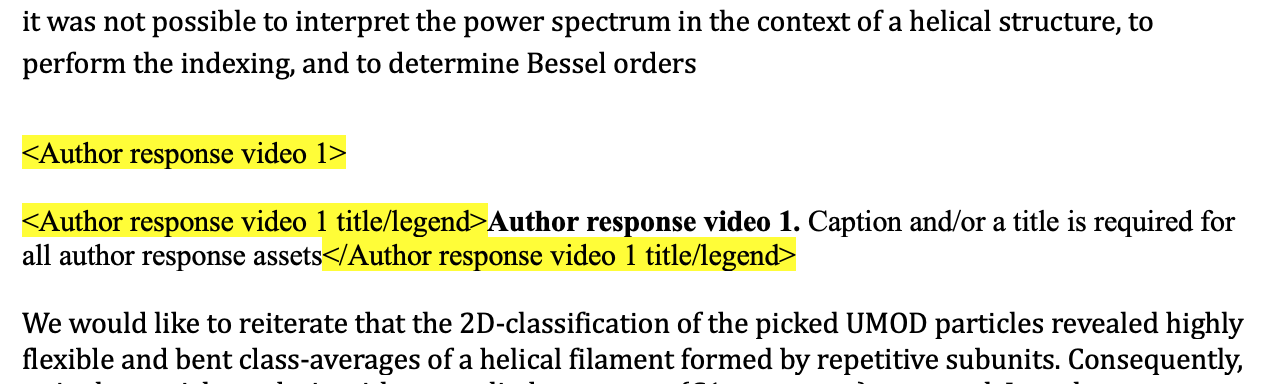 it was not possible to interpret the power spectrum in the context of a helical structure, to
perform the indexing, and to determine Bessel orders
<Author response video 1>
<Author response video 1 title/legend>Author response video 1. Caption and/or a title is required for
all author response assets</Author response video 1 title/legend>
We would like to reiterate that the 2D-classification of the picked UMOD particles revealed highly
flexible and bent class-averages of a helical filament formed by repetitive subunits. Consequently,